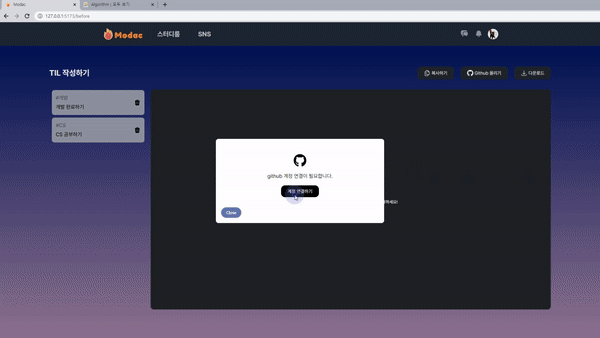 Modac
algorithm | 모두 보기
127.0.0.1:5173/before
Modac
스터디룸
SNS
TIL 작성하기
복사하기
Github 올리기
다운로드
#개발
개발 완료하기
#CS
CS 공부하기
github 계정 연결이 필요합니다.
계정 연결하기
하세요!
Close